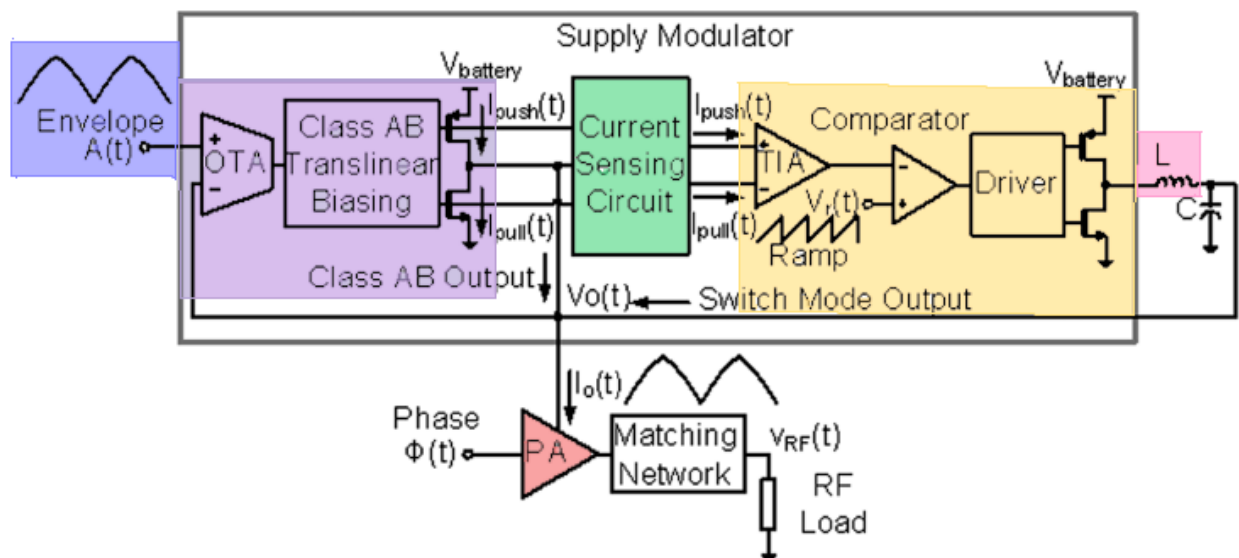 Supply Modulator
Envelope
A(t)
+
OTA
-
Class AB
Translinear
Biasing
Vbattery
Ipush(t)
Ipull(t)
Current
Sensing
Circuit
Ipush(t)
+
TIA
-
Ipull(t)
Comparator
-
+
Vr(t)
Ramp
Driver
Vbattery
L
C
Class AB Output
Vo(t)
Switch Mode Output
Io(t)
Phase
Φ(t)
PA
Matching
Network
vRF(t)
RF
Load